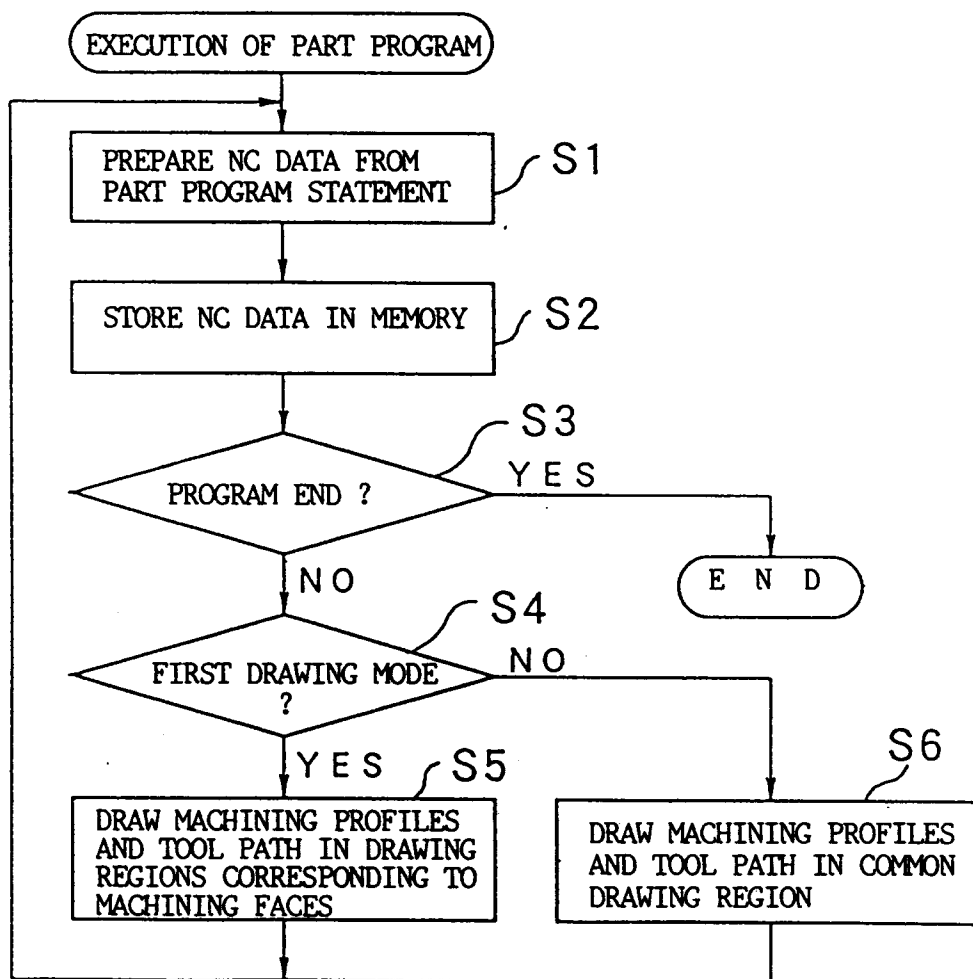 EXECUTION OF PART PROGRAM
PREPARE NC DATA FROM
PART PROGRAM STATEMENT
S1
STORE NC DATA IN MEMORY
S2
S3
PROGRAM END ?
YES
END
NO
S4
FIRST DRAWING MODE
?
NO
YES
S5
S6
DRAW MACHINING PROFILES
AND TOOL PATH IN DRAWING
REGIONS CORRESPONDING TO
MACHINING FACES
DRAW MACHINING PROFILES
AND TOOL PATH IN COMMON
DRAWING REGION